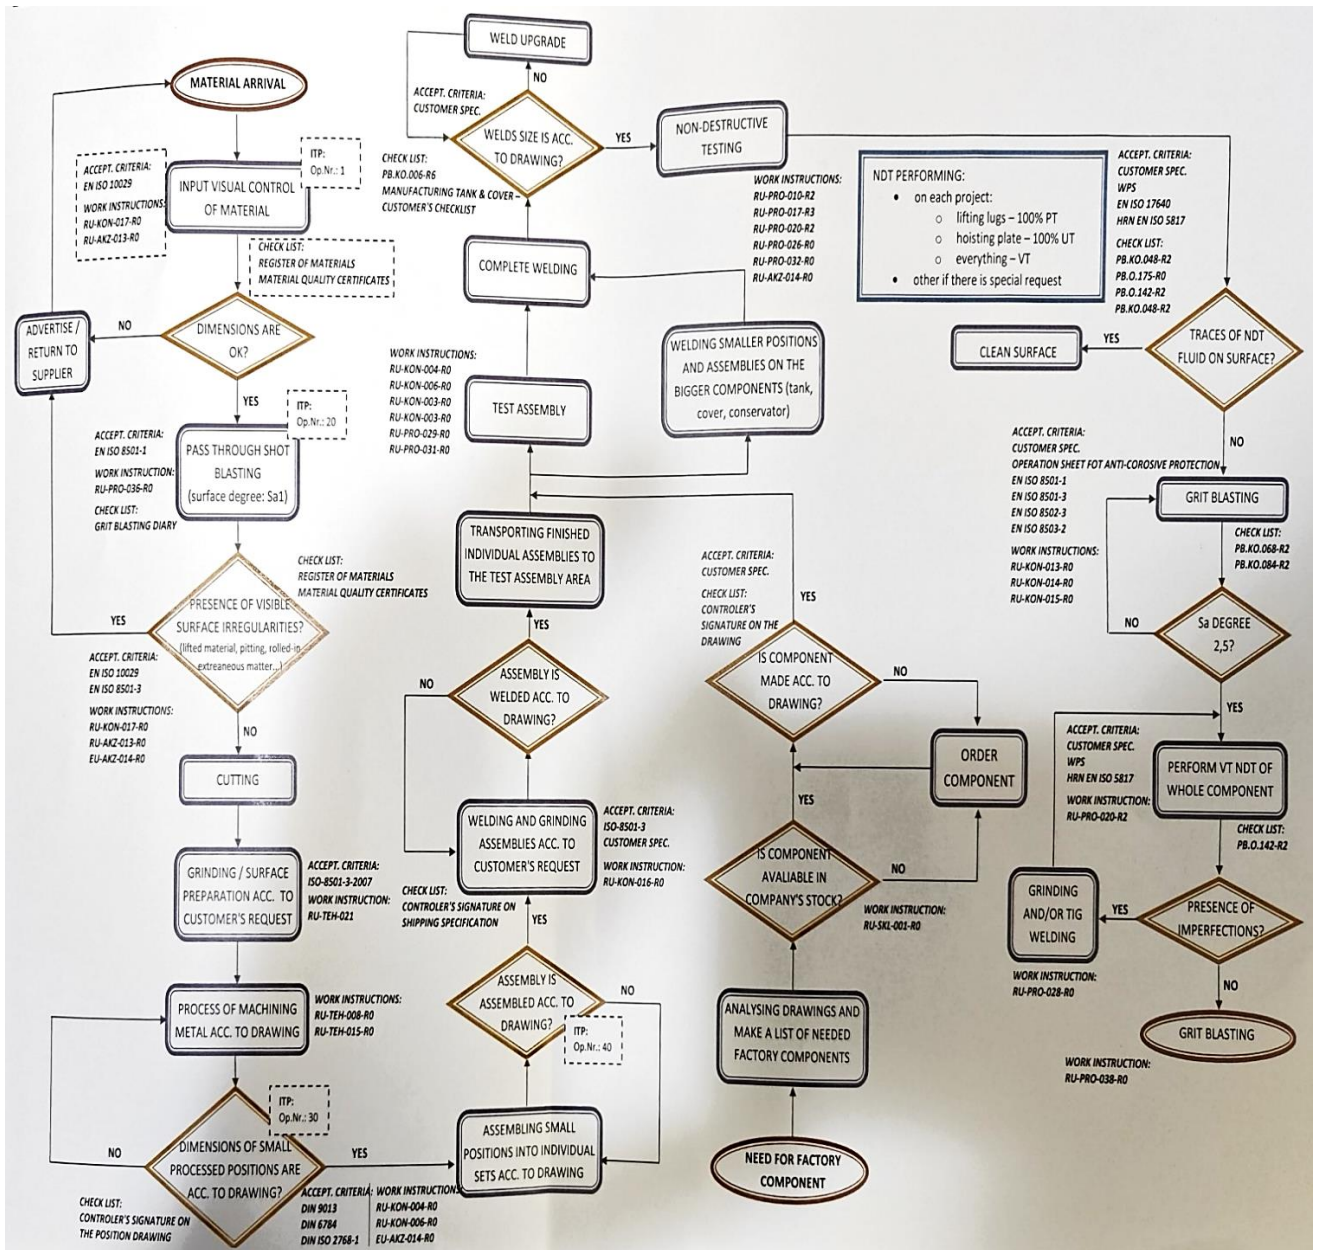 MATERIAL ARRIVAL
ITP:
Op.Nr.: 1
ACCEPT. CRITERIA:
EN ISO 10029
WORK INSTRUCTIONS:
RU-KON-017-R0
RU-AKZ-013-R0
INPUT VISUAL CONTROL
OF MATERIAL
CHECK LIST:
REGISTER OF MATERIALS
MATERIAL QUALITY CERTIFICATES
ADVERTISE /
RETURN TO
SUPPLIER
NO
DIMENSIONS ARE
OK?
YES
ITP:
Op.Nr.: 20
ACCEPT. CRITERIA:
EN ISO 8501-1
WORK INSTRUCTION:
RU-PRO-036-R0
CHECK LIST:
GRIT BLASTING DIARY
PASS THROUGH SHOT
BLASTING
(surface degree: Sa1)
CHECK LIST:
REGISTER OF MATERIALS
MATERIAL QUALITY CERTIFICATES
PRESENCE OF VISIBLE
SURFACE IRREGULARITIES?
(lifted material, pitting, rolled-in
extreaneous matter...)
YES
ACCEPT. CRITERIA:
EN ISO 10029
EN ISO 8501-3
WORK INSTRUCTIONS:
RU-KON-017-R0
RU-AKZ-013-R0
EU-AKZ-014-R0
NO
CUTTING
GRINDING / SURFACE
PREPARATION ACC. TO
CUSTOMER'S REQUEST
ACCEPT. CRITERIA:
ISO-8501-3-2007
WORK INSTRUCTION:
RU-TEH-021
PROCESS OF MACHINING
METAL ACC. TO DRAWING
WORK INSTRUCTIONS:
RU-TEH-008-R0
RU-TEH-015-R0
ITP:
Op.Nr.: 30
DIMENSIONS OF SMALL
PROCESSED POSITIONS ARE
ACC. TO DRAWING?
NO
YES
CHECK LIST:
CONTROLER'S SIGNATURE ON
THE POSITION DRAWING
ACCEPT. CRITERIA:
DIN 9013
DIN 6784
DIN ISO 2768-1
WORK INSTRUCTIONS:
RU-KON-004-R0
RU-KON-006-R0
EU-AKZ-014-R0
WELD UPGRADE
NO
ACCEPT. CRITERIA:
CUSTOMER SPEC.
WELDS SIZE IS ACC.
TO DRAWING?
YES
CHECK LIST:
PB.KO.006-R6
MANUFACTURING TANK & COVER –
CUSTOMER'S CHECKLIST
COMPLETE WELDING
WORK INSTRUCTIONS:
RU-KON-004-R0
RU-KON-006-R0
RU-KON-003-R0
RU-KON-003-R0
RU-PRO-029-R0
RU-PRO-031-R0
TEST ASSEMBLY
WELDING SMALLER POSITIONS
AND ASSEMBLIES ON THE
BIGGER COMPONENTS (tank,
cover, conservator)
TRANSPORTING FINISHED
INDIVIDUAL ASSEMBLIES TO
THE TEST ASSEMBLY AREA
YES
ASSEMBLY IS
WELDED ACC. TO
DRAWING?
NO
WELDING AND GRINDING
ASSEMBLIES ACC. TO
CUSTOMER'S REQUEST
ACCEPT. CRITERIA:
ISO-8501-3
CUSTOMER SPEC.
WORK INSTRUCTION:
RU-KON-016-R0
CHECK LIST:
CONTROLER'S SIGNATURE ON
SHIPPING SPECIFICATION
YES
ASSEMBLY IS
ASSEMBLED ACC. TO
DRAWING?
NO
ITP:
Op.Nr.: 40
ASSEMBLING SMALL
POSITIONS INTO INDIVIDUAL
SETS ACC. TO DRAWING
NON-DESTRUCTIVE
TESTING
WORK INSTRUCTIONS:
RU-PRO-010-R2
RU-PRO-017-R3
RU-PRO-020-R2
RU-PRO-026-R0
RU-PRO-032-R0
RU-AKZ-014-R0
NDT PERFORMING:
• on each project:
o lifting lugs – 100% PT
o hoisting plate – 100% UT
o everything – VT
• other if there is special request
ACCEPT. CRITERIA:
CUSTOMER SPEC.
WPS
EN ISO 17640
HRN EN ISO 5817
CHECK LIST:
PB.KO.048-R2
PB.O.175-R0
PB.O.142-R2
PB.KO.048-R2
TRACES OF NDT
FLUID ON SURFACE?
YES
CLEAN SURFACE
NO
ACCEPT. CRITERIA:
CUSTOMER SPEC.
OPERATION SHEET FOT ANTI-COROSIVE PROTECTION
EN ISO 8501-1
EN ISO 8501-3
EN ISO 8502-3
EN ISO 8503-2
WORK INSTRUCTIONS:
RU-KON-013-R0
RU-KON-014-R0
RU-KON-015-R0
GRIT BLASTING
CHECK LIST:
PB.KO.068-R2
PB.KO.084-R2
Sa DEGREE
2,5?
NO
YES
ACCEPT. CRITERIA:
CUSTOMER SPEC.
WPS
HRN EN ISO 5817
WORK INSTRUCTION:
RU-PRO-020-R2
PERFORM VT NDT OF
WHOLE COMPONENT
CHECK LIST:
PB.O.142-R2
PRESENCE OF
IMPERFECTIONS?
YES
GRINDING
AND/OR TIG
WELDING
WORK INSTRUCTION:
RU-PRO-028-R0
NO
GRIT BLASTING
WORK INSTRUCTION:
RU-PRO-038-R0
ACCEPT. CRITERIA:
CUSTOMER SPEC.
CHECK LIST:
CONTROLER'S
SIGNATURE ON THE
DRAWING
YES
IS COMPONENT
MADE ACC. TO
DRAWING?
NO
ORDER
COMPONENT
YES
IS COMPONENT
AVALIABLE IN
COMPANY'S STOCK?
NO
WORK INSTRUCTION:
RU-SKL-001-R0
ANALYSING DRAWINGS AND
MAKE A LIST OF NEEDED
FACTORY COMPONENTS
NEED FOR FACTORY
COMPONENT